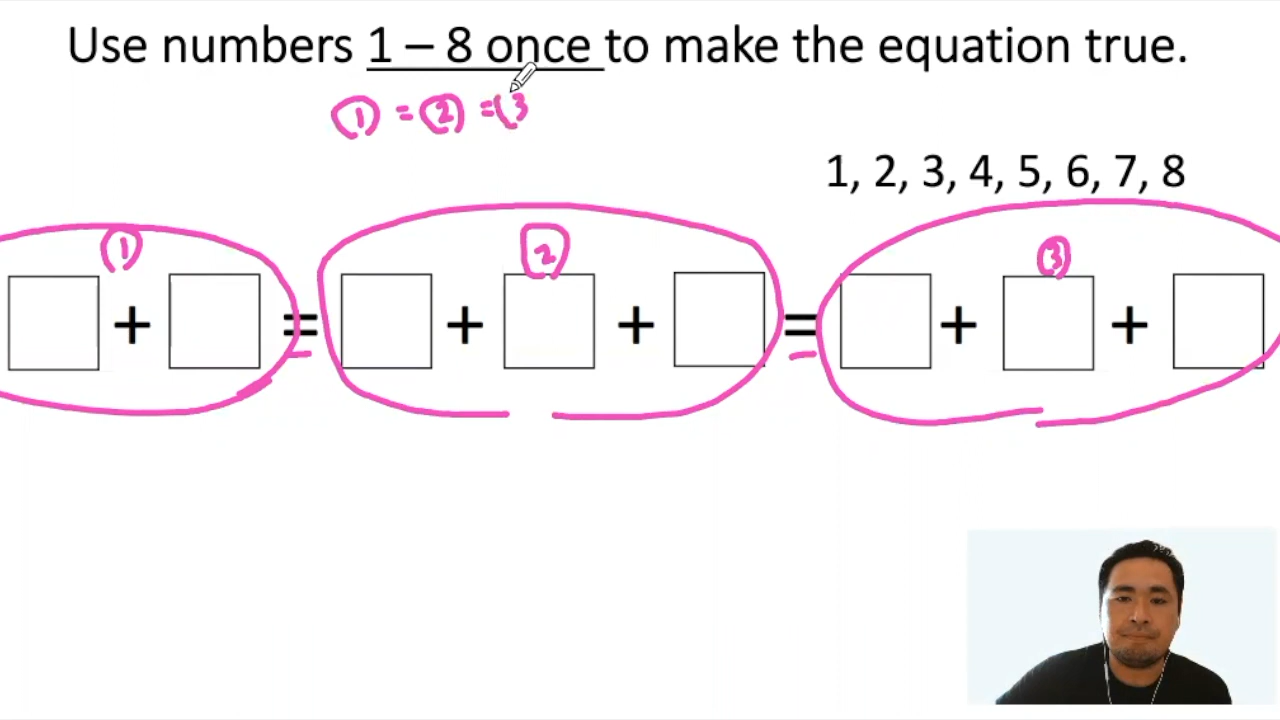 Use numbers 1 – 8 once to make the equation true.
① = ② = (3
1, 2, 3, 4, 5, 6, 7, 8
① 2 ③
+ = + + = + +